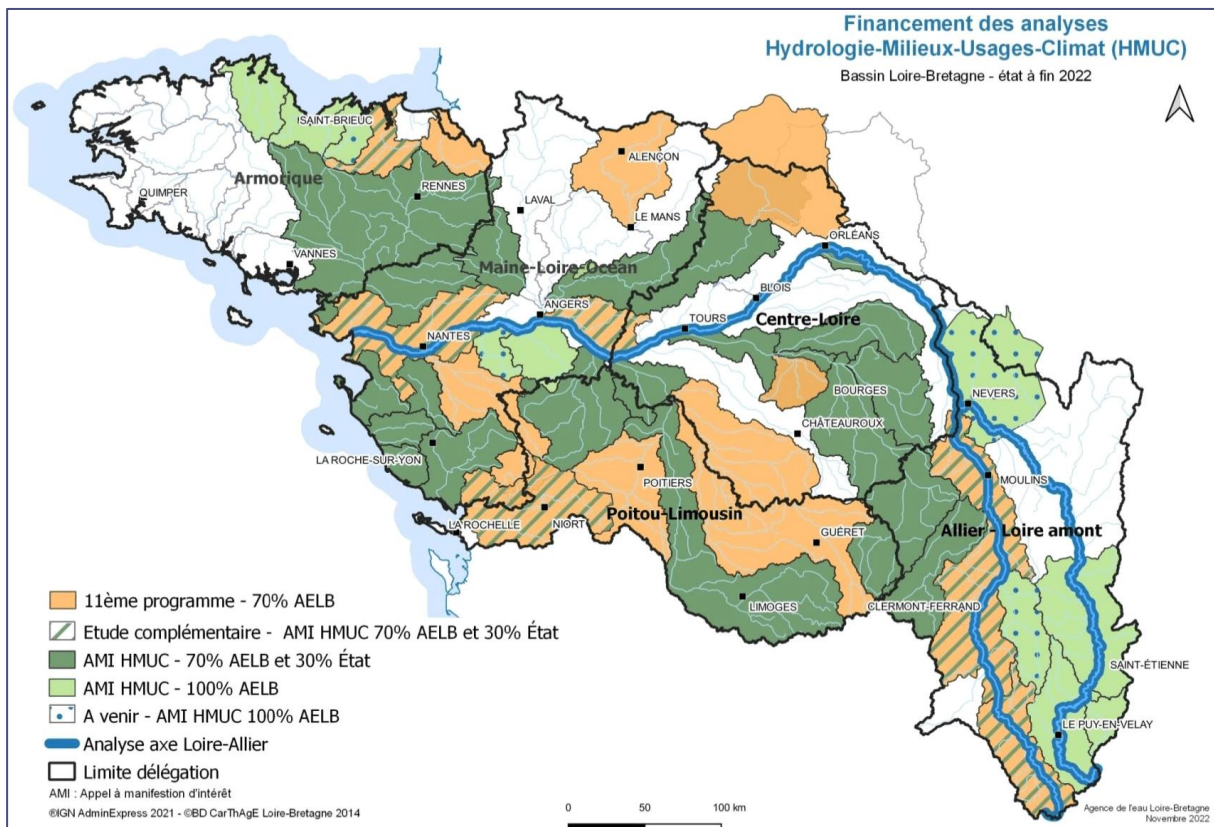 Financement des analyses
Hydrologie-Milieux-Usages-Climat (HMUC)
Bassin Loire-Bretagne - état à fin 2022
SAINT-BRIEUC
ALENÇON
Armorique
RENNES
QUIMPER
LAVAL
LE MANS
ORLÉANS
VANNES
Maine-Loire-Océan
BLOIS
ANGERS
TOURS
Centre-Loire
NANTES
BOURGES
NEVERS
CHÂTEAUROUX
LA ROCHE-SUR-YON
POITIERS
MOULINS
LA ROCHELLE
NIORT
Poitou-Limousin
GUÉRET
Allier - Loire amont
LIMOGES
CLERMONT-FERRAND
SAINT-ÉTIENNE
LE PUY-EN-VELAY
11ème programme - 70% AELB
Etude complémentaire - AMI HMUC 70% AELB et 30% État
AMI HMUC - 70% AELB et 30% État
AMI HMUC - 100% AELB
A venir - AMI HMUC 100% AELB
Analyse axe Loire-Allier
Limite délégation
AMI : Appel à manifestion d'intérêt
®IGN AdminExpress 2021 - ©BD CarThAgE Loire-Bretagne 2014
0 50 100 km
Agence de l'eau Loire-Bretagne
Novembre 2022